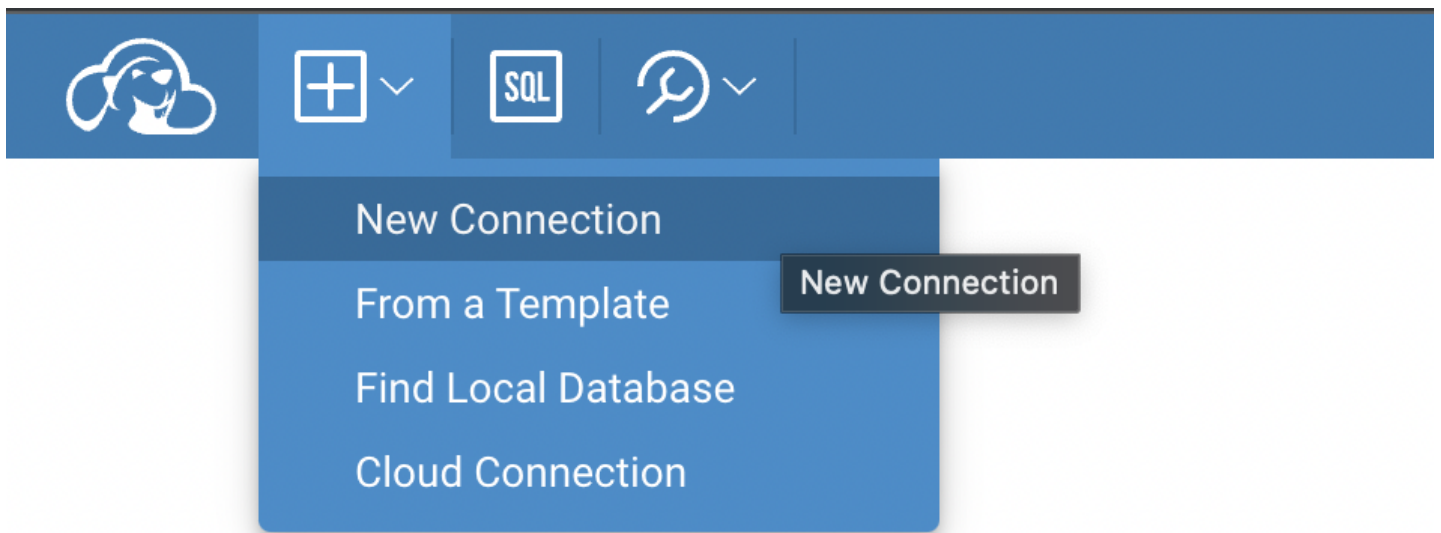 SQL
New Connection
New Connection
From a Template
Find Local Database
Cloud Connection